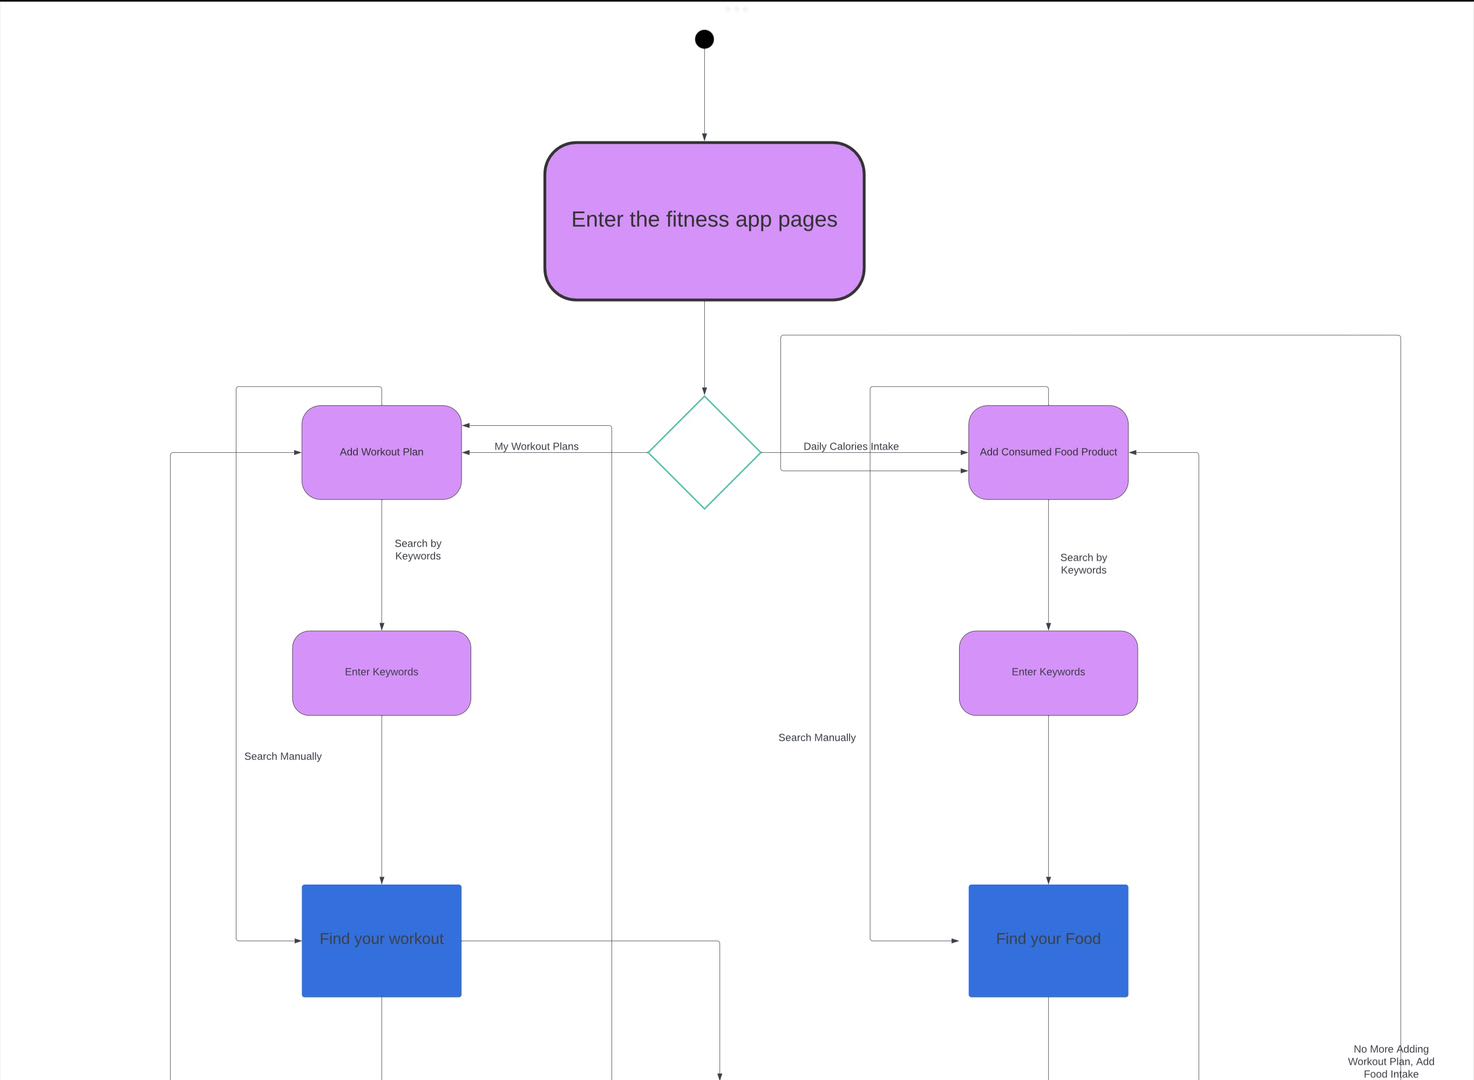 Enter the fitness app pages
My Workout Plans
Daily Calories Intake
Add Workout Plan
Add Consumed Food Product
Search by
Keywords
Search by
Keywords
Enter Keywords
Enter Keywords
Search Manually
Search Manually
Find your workout
Find your Food
No More Adding
Workout Plan, Add
Food Intake